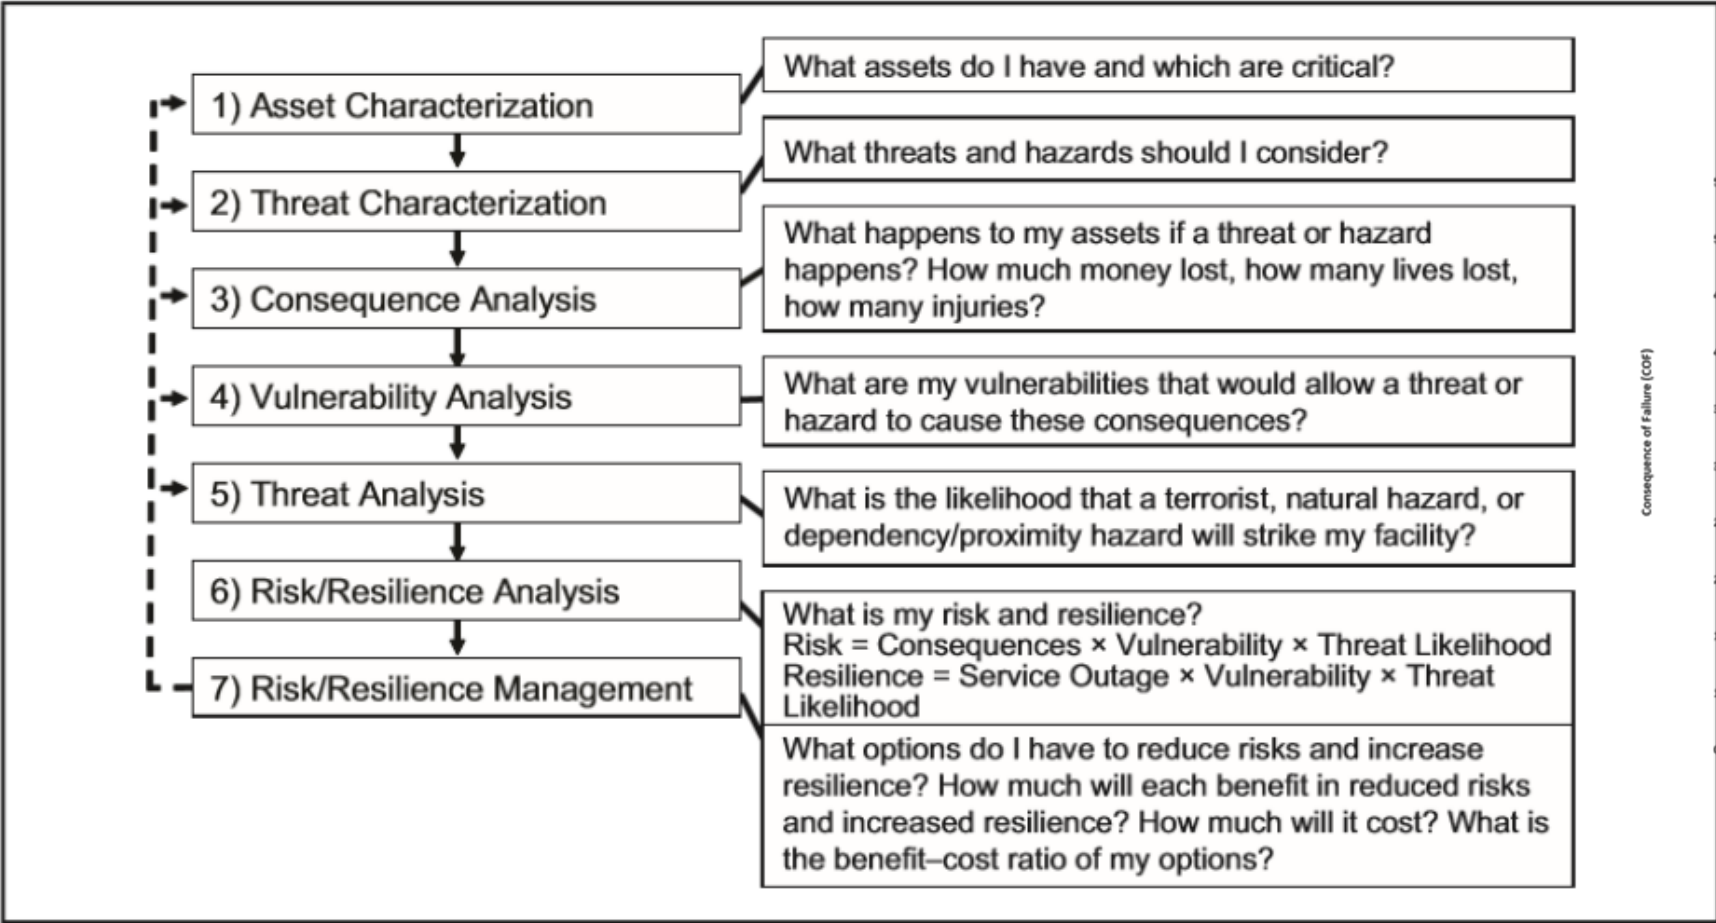 1) Asset Characterization
What assets do I have and which are critical?
2) Threat Characterization
What threats and hazards should I consider?
3) Consequence Analysis
What happens to my assets if a threat or hazard
happens? How much money lost, how many lives lost,
how many injuries?
4) Vulnerability Analysis
What are my vulnerabilities that would allow a threat or
hazard to cause these consequences?
5) Threat Analysis
What is the likelihood that a terrorist, natural hazard, or
dependency/proximity hazard will strike my facility?
6) Risk/Resilience Analysis
What is my risk and resilience?
Risk = Consequences × Vulnerability × Threat Likelihood
Resilience = Service Outage × Vulnerability × Threat
Likelihood
7) Risk/Resilience Management
What options do I have to reduce risks and increase
resilience? How much will each benefit in reduced risks
and increased resilience? How much will it cost? What is
the benefit–cost ratio of my options?
Consequence of Failure (COF)